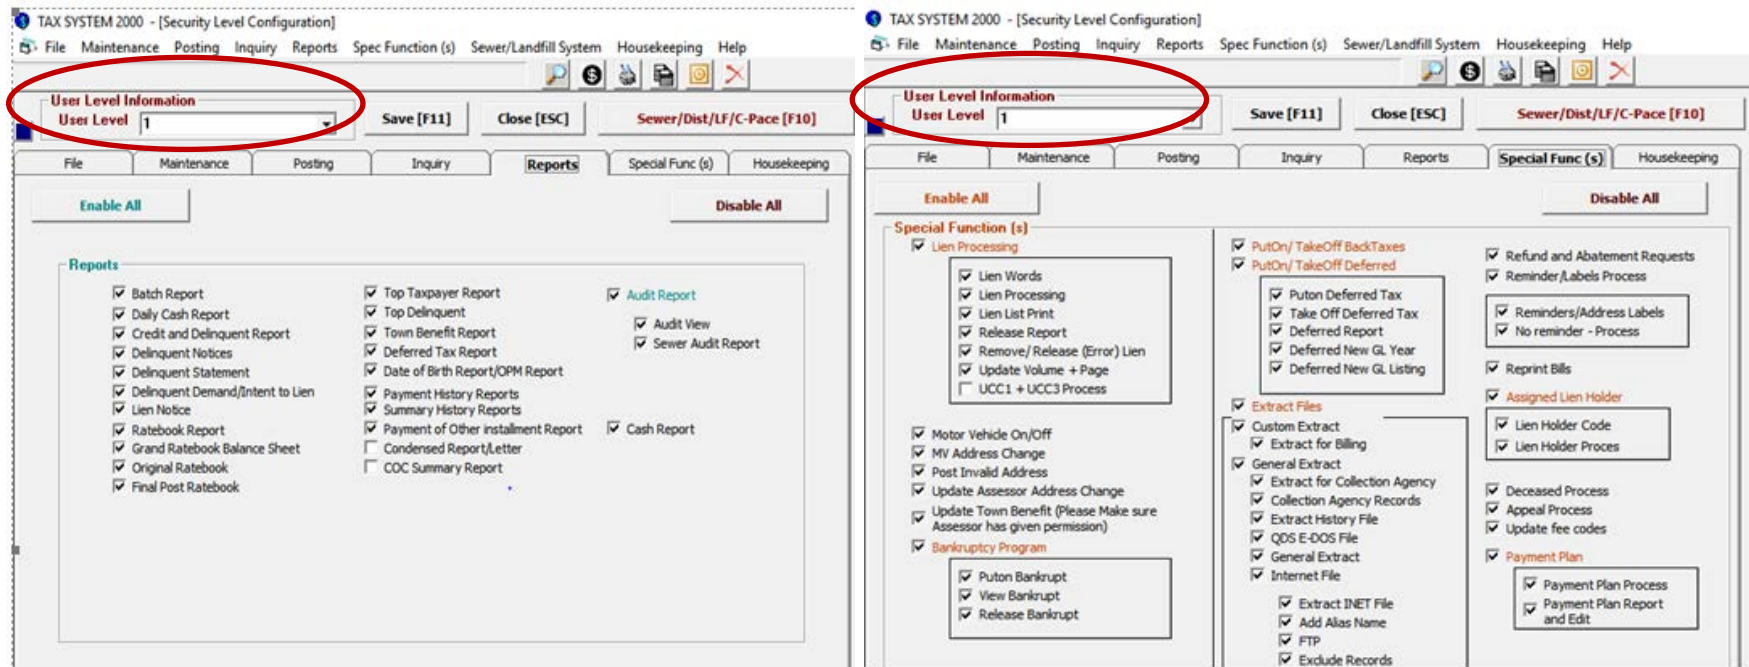 TAX SYSTEM 2000 - [Security Level Configuration]
File Maintenance Posting Inquiry Reports Spec Function (s) Sewer/Landfill System Housekeeping Help
User Level Information
User Level 1
Save [F11] Close [ESC] Sewer/Dist/LF/C-Pace [F10]
File Maintenance Posting Inquiry Reports Special Func (s) Housekeeping
Enable All Disable All
Reports
Batch Report
Daily Cash Report
Credit and Delinquent Report
Delinquent Notices
Delinquent Statement
Delinquent Demand/Intent to Lien
Lien Notice
Ratebook Report
Grand Ratebook Balance Sheet
Original Ratebook
Final Post Ratebook
Top Taxpayer Report
Top Delinquent
Town Benefit Report
Deferred Tax Report
Date of Birth Report/OPM Report
Payment History Reports
Summary History Reports
Payment of Other installment Report
Condensed Report/Letter
COC Summary Report
Audit Report
Audit View
Sewer Audit Report
Cash Report
TAX SYSTEM 2000 - [Security Level Configuration]
File Maintenance Posting Inquiry Reports Spec Function (s) Sewer/Landfill System Housekeeping Help
User Level Information
User Level 1
Save [F11] Close [ESC] Sewer/Dist/LF/C-Pace [F10]
File Maintenance Posting Inquiry Reports Special Func (s) Housekeeping
Enable All Disable All
Special Function (s)
Lien Processing
Lien Words
Lien Processing
Lien List Print
Release Report
Remove/ Release (Error) Lien
Update Volume + Page
UCC1 + UCC3 Process
Motor Vehicle On/Off
MV Address Change
Post Invalid Address
Update Assessor Address Change
Update Town Benefit (Please Make sure
Assessor has given permission)
Bankruptcy Program
Puton Bankrupt
View Bankrupt
Release Bankrupt
PutOn/ TakeOff BackTaxes
PutOn/ TakeOff Deferred
Puton Deferred Tax
Take Off Deferred Tax
Deferred Report
Deferred New GL Year
Deferred New GL Listing
Extract Files
Custom Extract
Extract for Billing
General Extract
Extract for Collection Agency
Collection Agency Records
Extract History File
QDS E-DOS File
General Extract
Internet File
Extract INET File
Add Alias Name
FTP
Exclude Records
Refund and Abatement Requests
Reminder/Labels Process
Reminders/Address Labels
No reminder - Process
Reprint Bills
Assigned Lien Holder
Lien Holder Code
Lien Holder Proces
Deceased Process
Appeal Process
Update fee codes
Payment Plan
Payment Plan Process
Payment Plan Report
and Edit